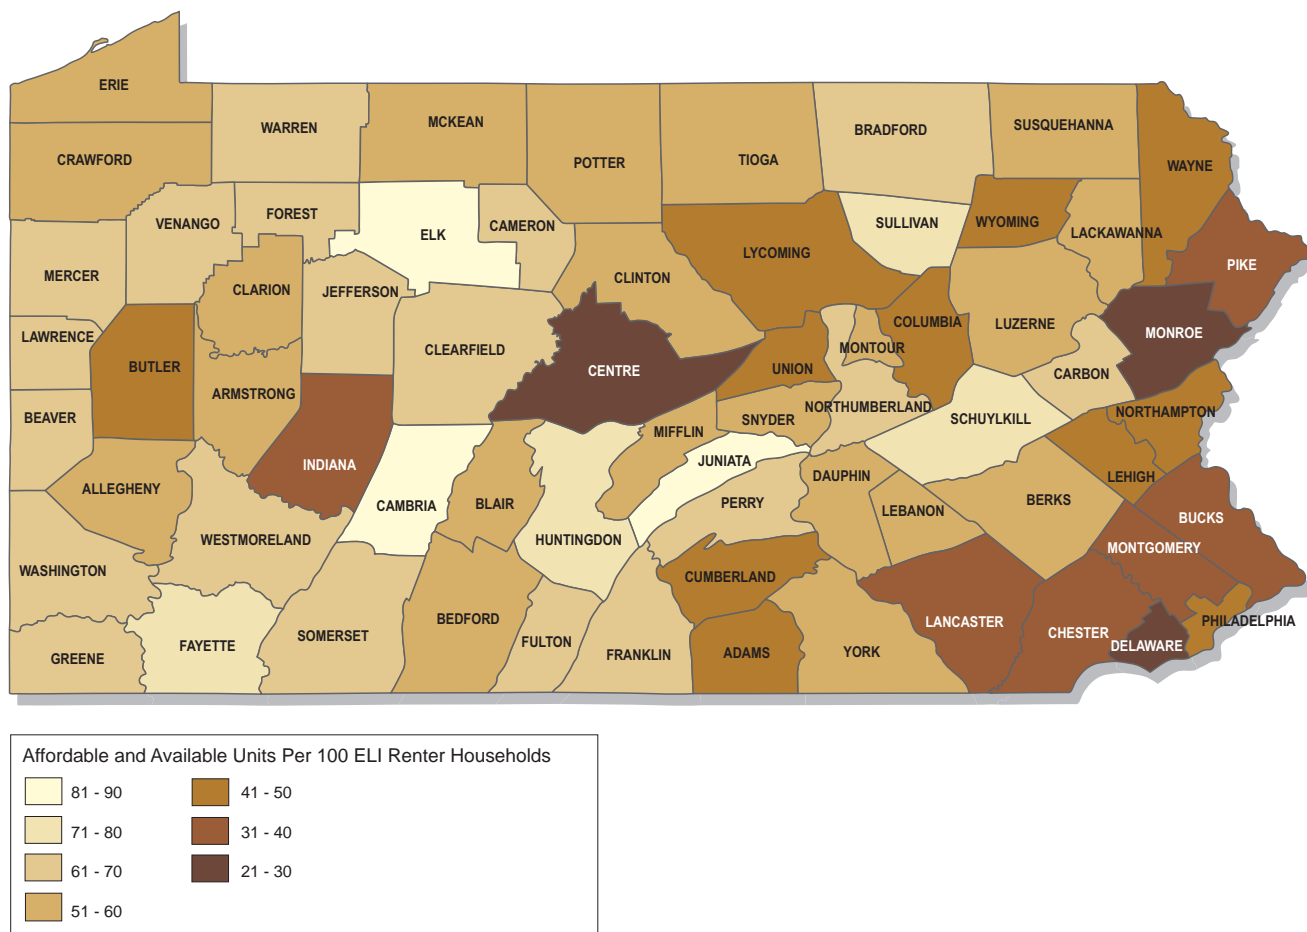 ERIE
WARREN
MCKEAN
POTTER
TIOGA
BRADFORD
SUSQUEHANNA
WAYNE
CRAWFORD
VENANGO
FOREST
ELK
CAMERON
SULLIVAN
WYOMING
LACKAWANNA
PIKE
MERCER
CLARION
JEFFERSON
CLINTON
LYCOMING
LUZERNE
MONROE
LAWRENCE
BUTLER
CLEARFIELD
CENTRE
UNION
MONTOUR
COLUMBIA
CARBON
BEAVER
ARMSTRONG
MIFFLIN
SNYDER
NORTHUMBERLAND
SCHUYLKILL
NORTHAMPTON
INDIANA
JUNIATA
LEHIGH
ALLEGHENY
CAMBRIA
BLAIR
PERRY
DAUPHIN
LEBANON
BERKS
BUCKS
WESTMORELAND
HUNTINGDON
MONTGOMERY
WASHINGTON
CUMBERLAND
PHILADELPHIA
GREENE
FAYETTE
SOMERSET
BEDFORD
FULTON
FRANKLIN
ADAMS
YORK
LANCASTER
CHESTER
DELAWARE
Affordable and Available Units Per 100 ELI Renter Households
81 - 90
71 - 80
61 - 70
51 - 60
41 - 50
31 - 40
21 - 30